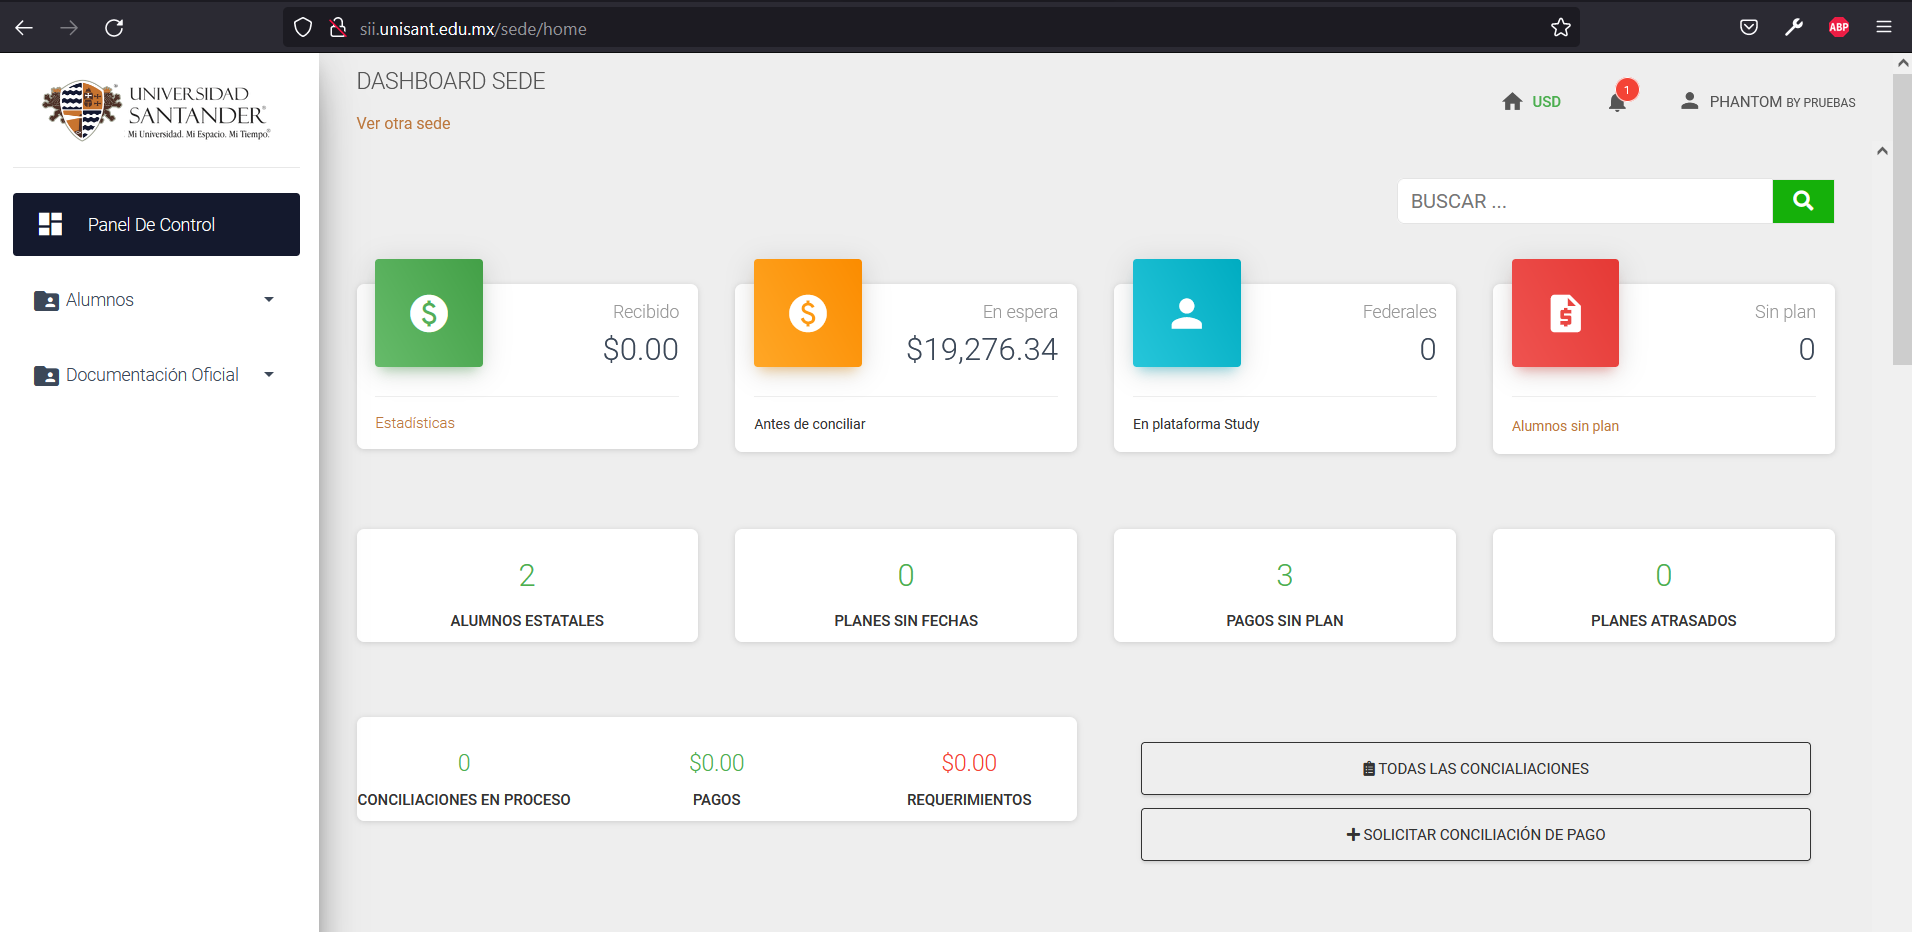 sii.unisant.edu.mx/sede/home
ABP
UNIVERSIDAD
SANTANDER
Mi Universidad. Mi Espacio. Mi Tiempo.
DASHBOARD SEDE
Ver otra sede
USD
1
PHANTOM BY PRUEBAS
Panel De Control
Alumnos
Documentación Oficial
BUSCAR ...
Recibido
$0.00
Estadísticas
En espera
$19,276.34
Antes de conciliar
Federales
0
En plataforma Study
Sin plan
0
Alumnos sin plan
2
ALUMNOS ESTATALES
0
PLANES SIN FECHAS
3
PAGOS SIN PLAN
0
PLANES ATRASADOS
0
CONCILIACIONES EN PROCESO
$0.00
PAGOS
$0.00
REQUERIMIENTOS
TODAS LAS CONCIALIACIONES
SOLICITAR CONCILIACIÓN DE PAGO